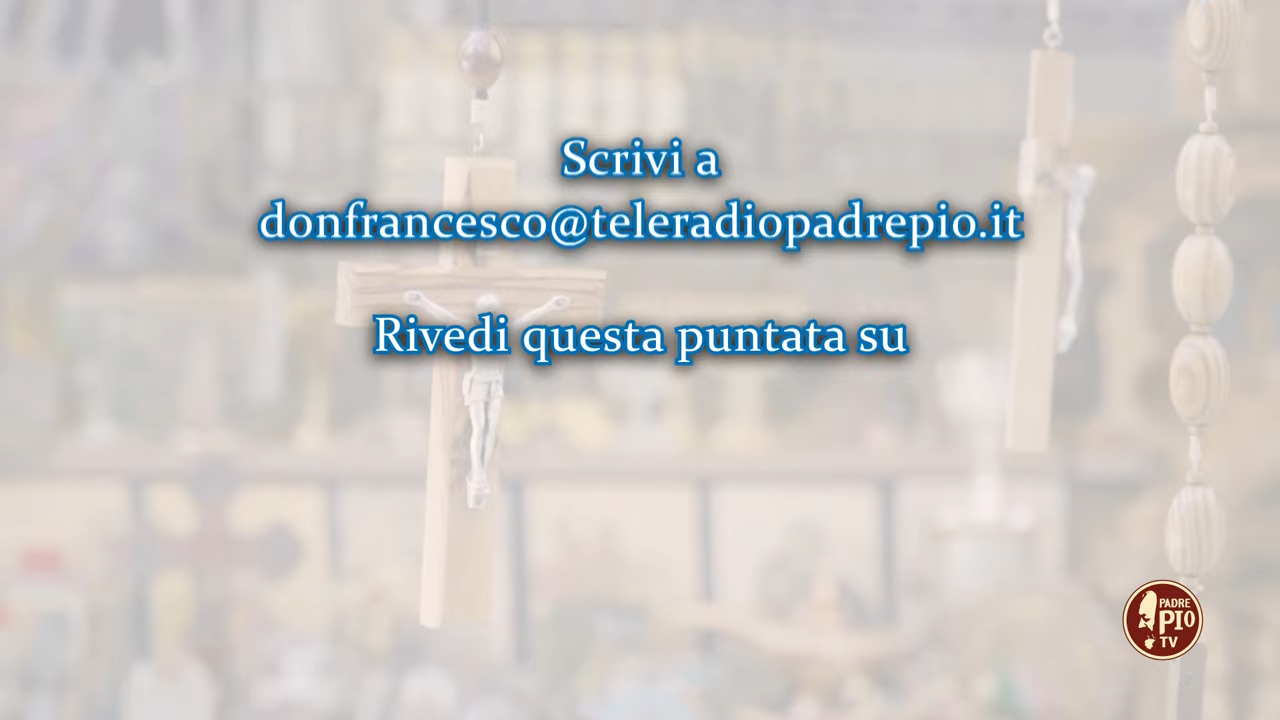 Scrivi a
donfrancesco@teleradiopadrepio.it
Rivedi questa puntata su
PADRE
PIO
TV